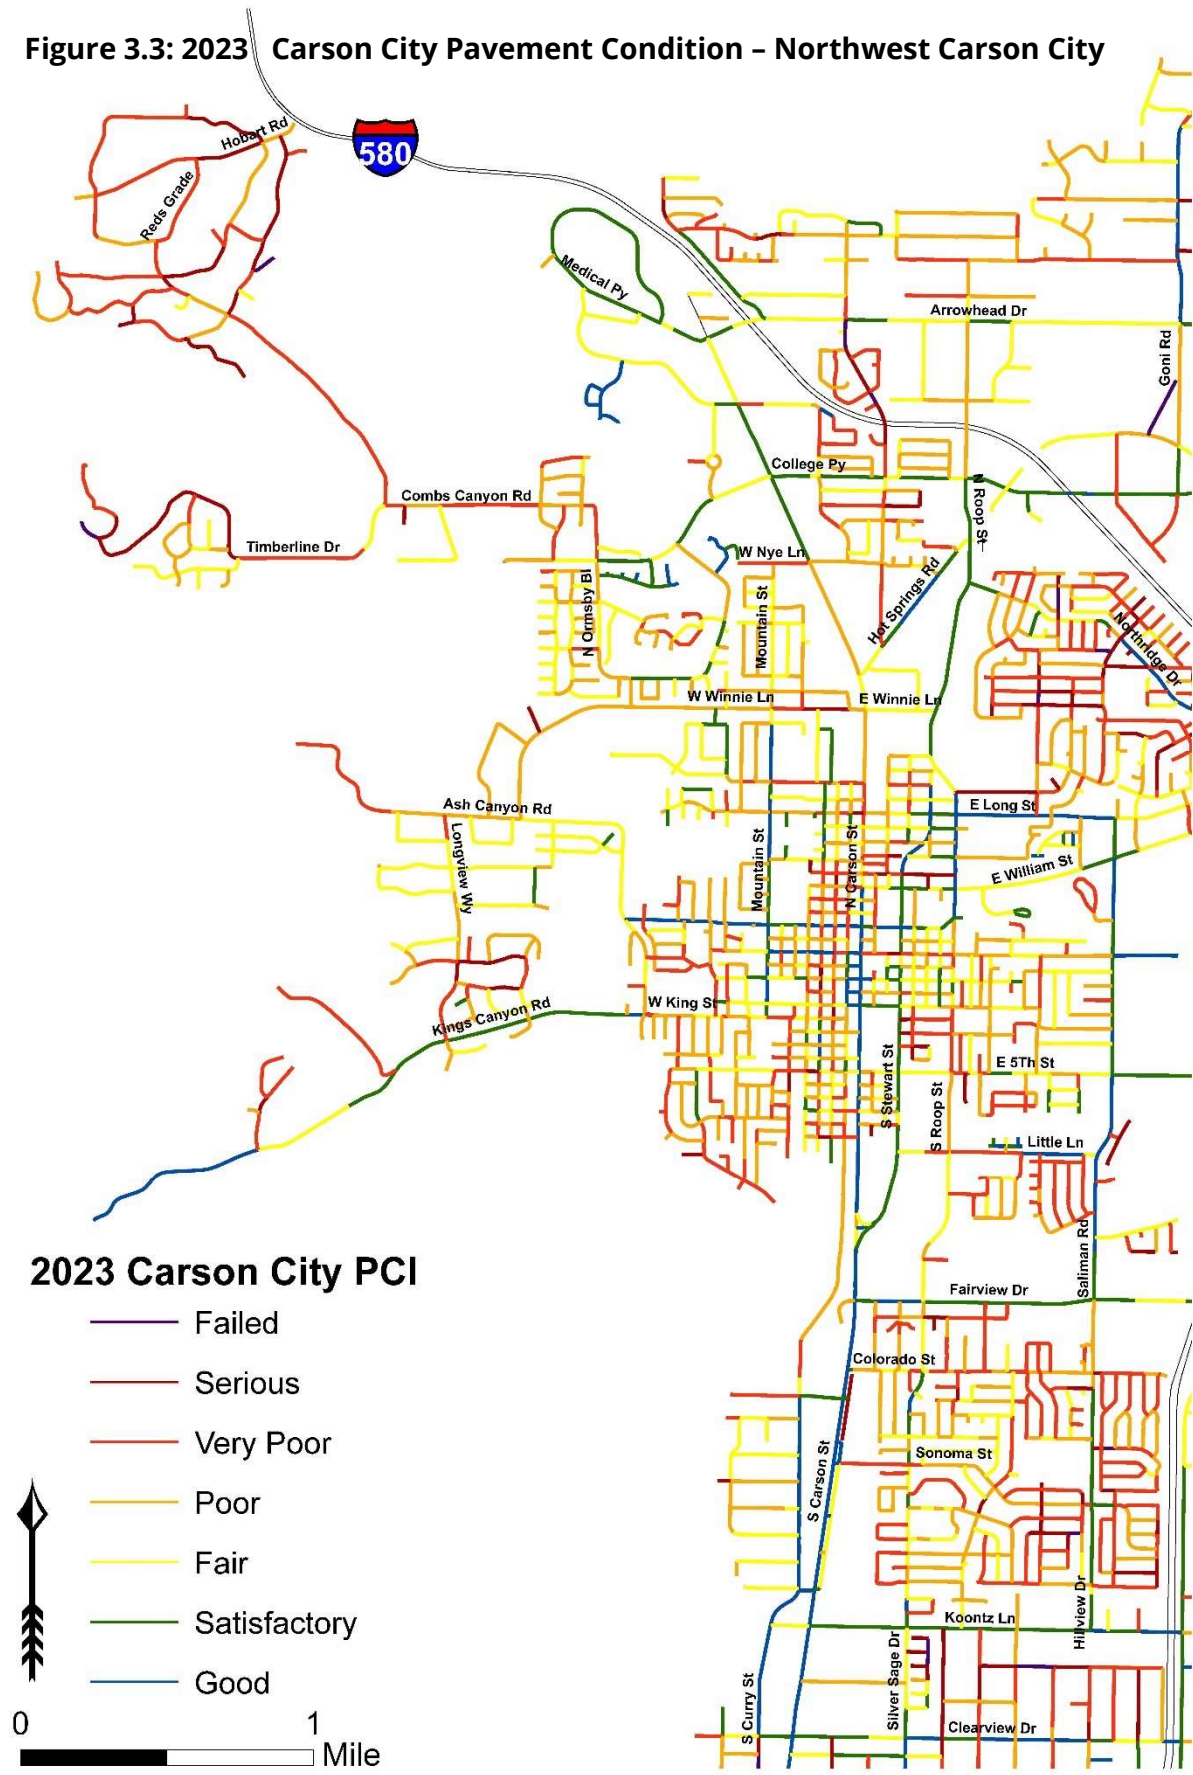 Figure 3.3: 2023 Carson City Pavement Condition – Northwest Carson City
Hobart Rd
580
Reds Grade
Medical Py
Arrowhead Dr
Goni Rd
College Py
Combs Canyon Rd
N Roop St
Timberline Dr
W Nye Ln
Hot Springs Rd
N Ormsby Bl
Mountain St
Northridge Dr
W Winnie Ln
E Winnie Ln
Ash Canyon Rd
E Long St
Longview Wy
Mountain St
N Carson St
E William St
Kings Canyon Rd
W King St
E 5Th St
S Stewart St
S Roop St
Little Ln
Saliman Rd
2023 Carson City PCI
Fairview Dr
Failed
Colorado St
Serious
Very Poor
S Carson St
Sonoma St
Poor
Fair
Hillview Dr
Satisfactory
Koontz Ln
Silver Sage Dr
Good
S Curry St
Clearview Dr
0 1
Mile